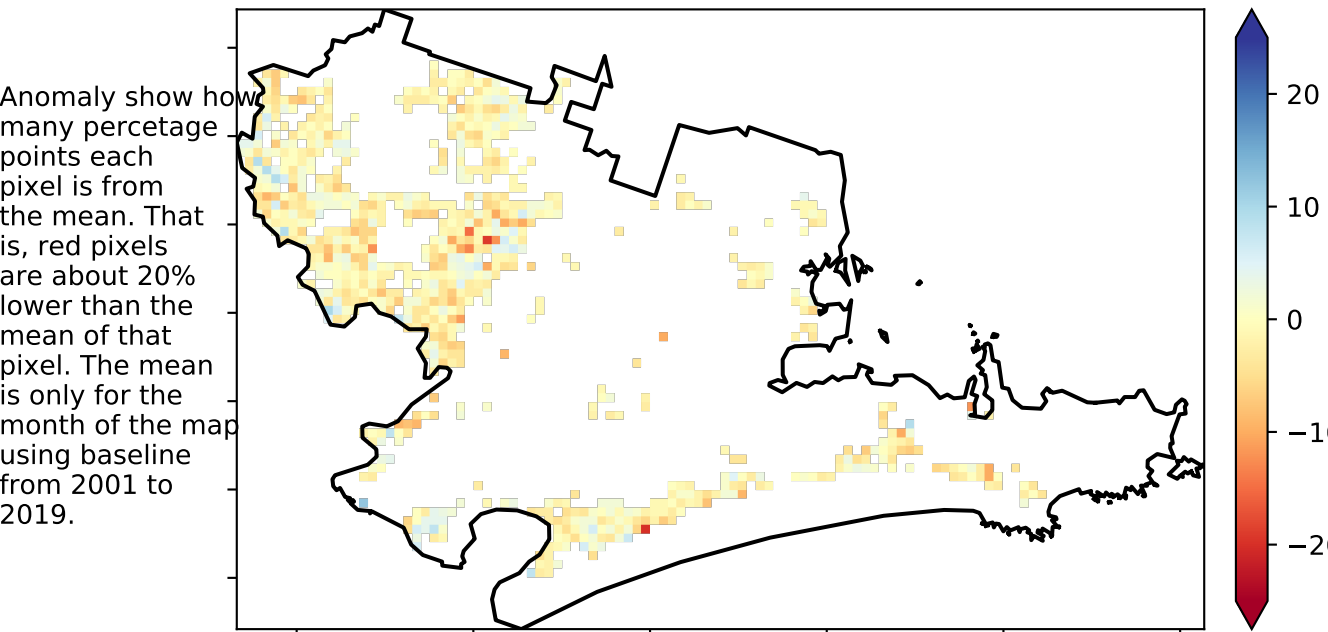 Anomaly show how
many percetage
points each
pixel is from
the mean. That
is, red pixels
are about 20%
lower than the
mean of that
pixel. The mean
is only for the
month of the map
using baseline
from 2001 to
2019.
20
10
0
−10
−20